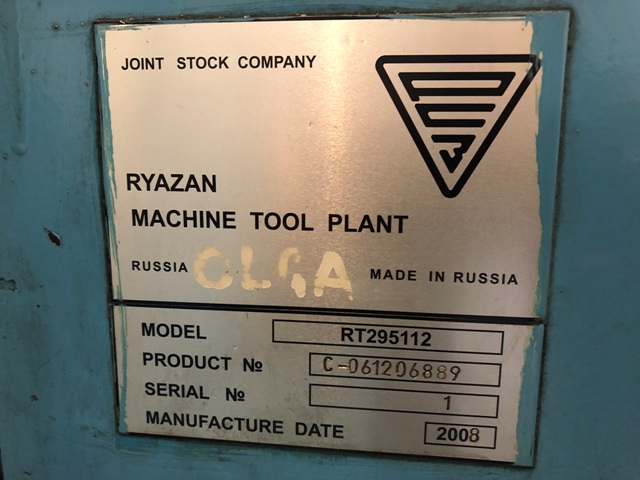 JOINT STOCK COMPANY
РСЗ
RYAZAN
MACHINE TOOL PLANT
RUSSIA OLGA MADE IN RUSSIA
MODEL RT295112
PRODUCT № C-061206889
SERIAL № 1
MANUFACTURE DATE 2008